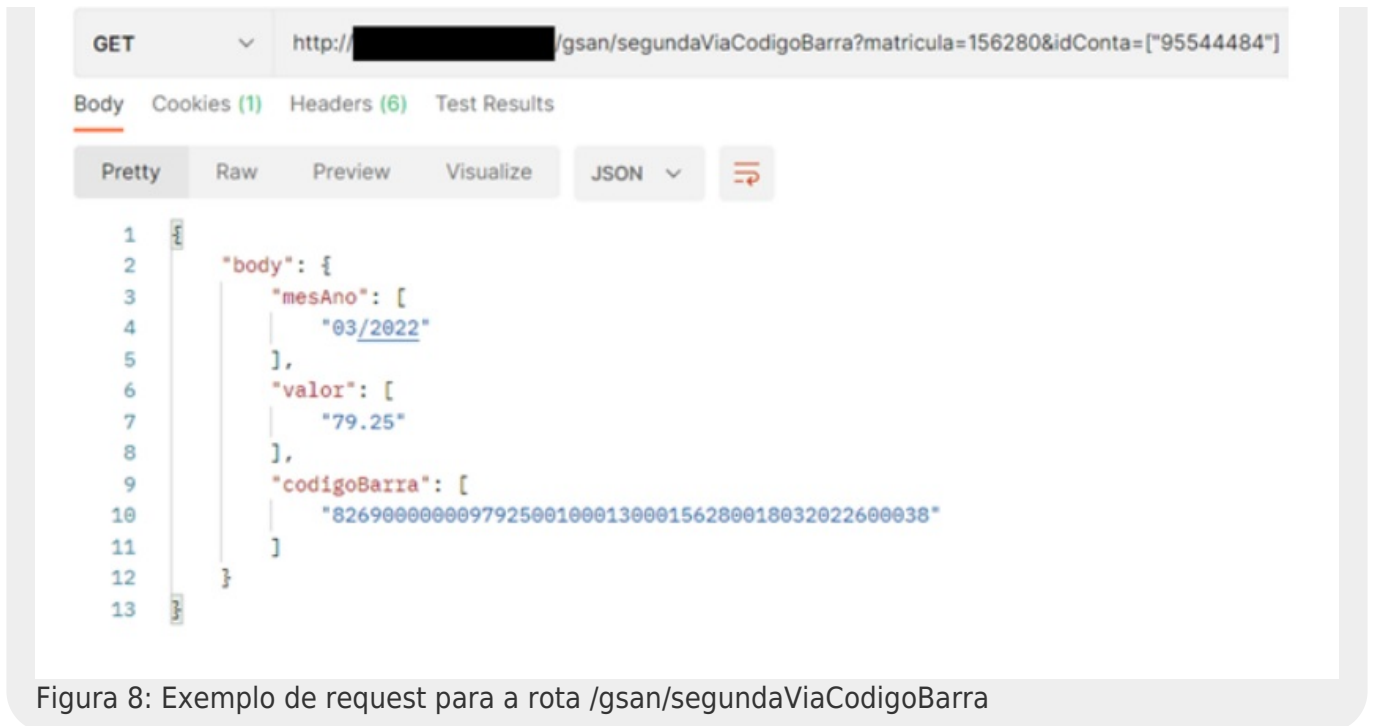 GET http:// /gsan/segundaViaCodigoBarra?matricula=156280&idConta=["95544484"]
Body Cookies (1) Headers (6) Test Results
Pretty Raw Preview Visualize JSON
1 {
2 "body": {
3 "mesAno": [
4 "03/2022"
5 ],
6 "valor": [
7 "79.25"
8 ],
9 "codigoBarra": [
10 "826900000009792500100013000156280018032022600038"
11 ]
12 }
13 }
Figura 8: Exemplo de request para a rota /gsan/segundaViaCodigoBarra